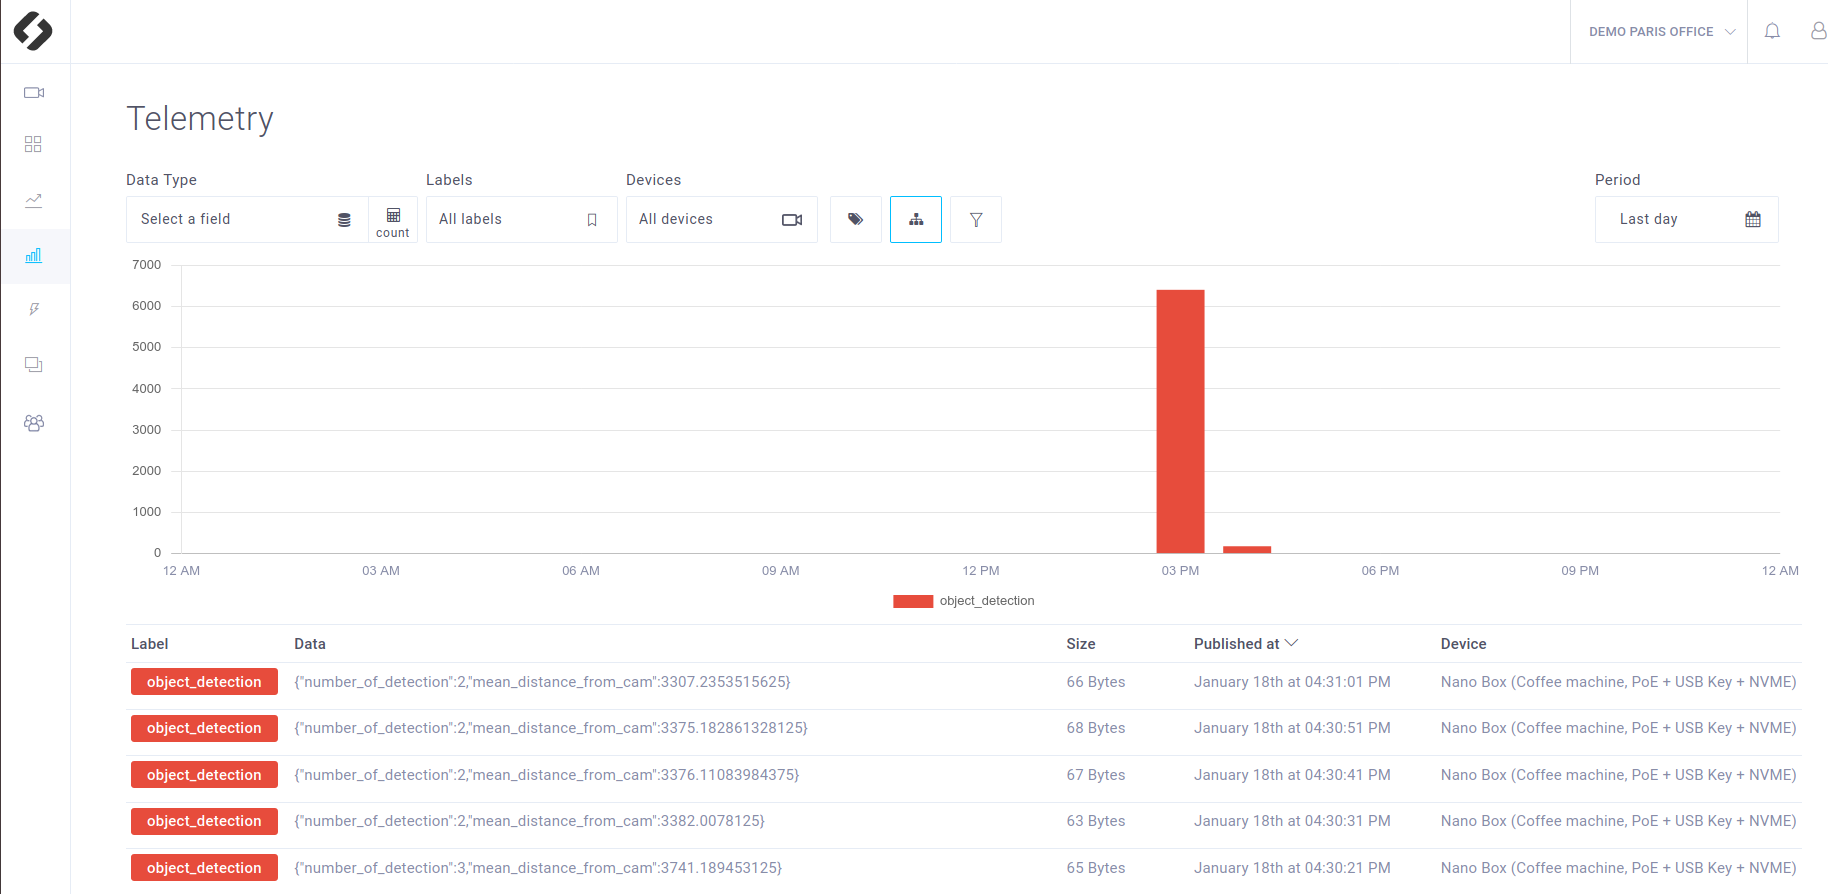 DEMO PARIS OFFICE
Telemetry
Data Type Labels Devices Period
Select a field count All labels All devices Last day
7000
6000
5000
4000
3000
2000
1000
0
12 AM 03 AM 06 AM 09 AM 12 PM 03 PM 06 PM 09 PM 12 AM
object_detection
Label Data Size Published at Device
object_detection {"number_of_detection":2,"mean_distance_from_cam":3307.2353515625} 66 Bytes January 18th at 04:31:01 PM Nano Box (Coffee machine, PoE + USB Key + NVME)
object_detection {"number_of_detection":2,"mean_distance_from_cam":3375.182861328125} 68 Bytes January 18th at 04:30:51 PM Nano Box (Coffee machine, PoE + USB Key + NVME)
object_detection {"number_of_detection":2,"mean_distance_from_cam":3376.11083984375} 67 Bytes January 18th at 04:30:41 PM Nano Box (Coffee machine, PoE + USB Key + NVME)
object_detection {"number_of_detection":2,"mean_distance_from_cam":3382.0078125} 63 Bytes January 18th at 04:30:31 PM Nano Box (Coffee machine, PoE + USB Key + NVME)
object_detection {"number_of_detection":3,"mean_distance_from_cam":3741.189453125} 65 Bytes January 18th at 04:30:21 PM Nano Box (Coffee machine, PoE + USB Key + NVME)